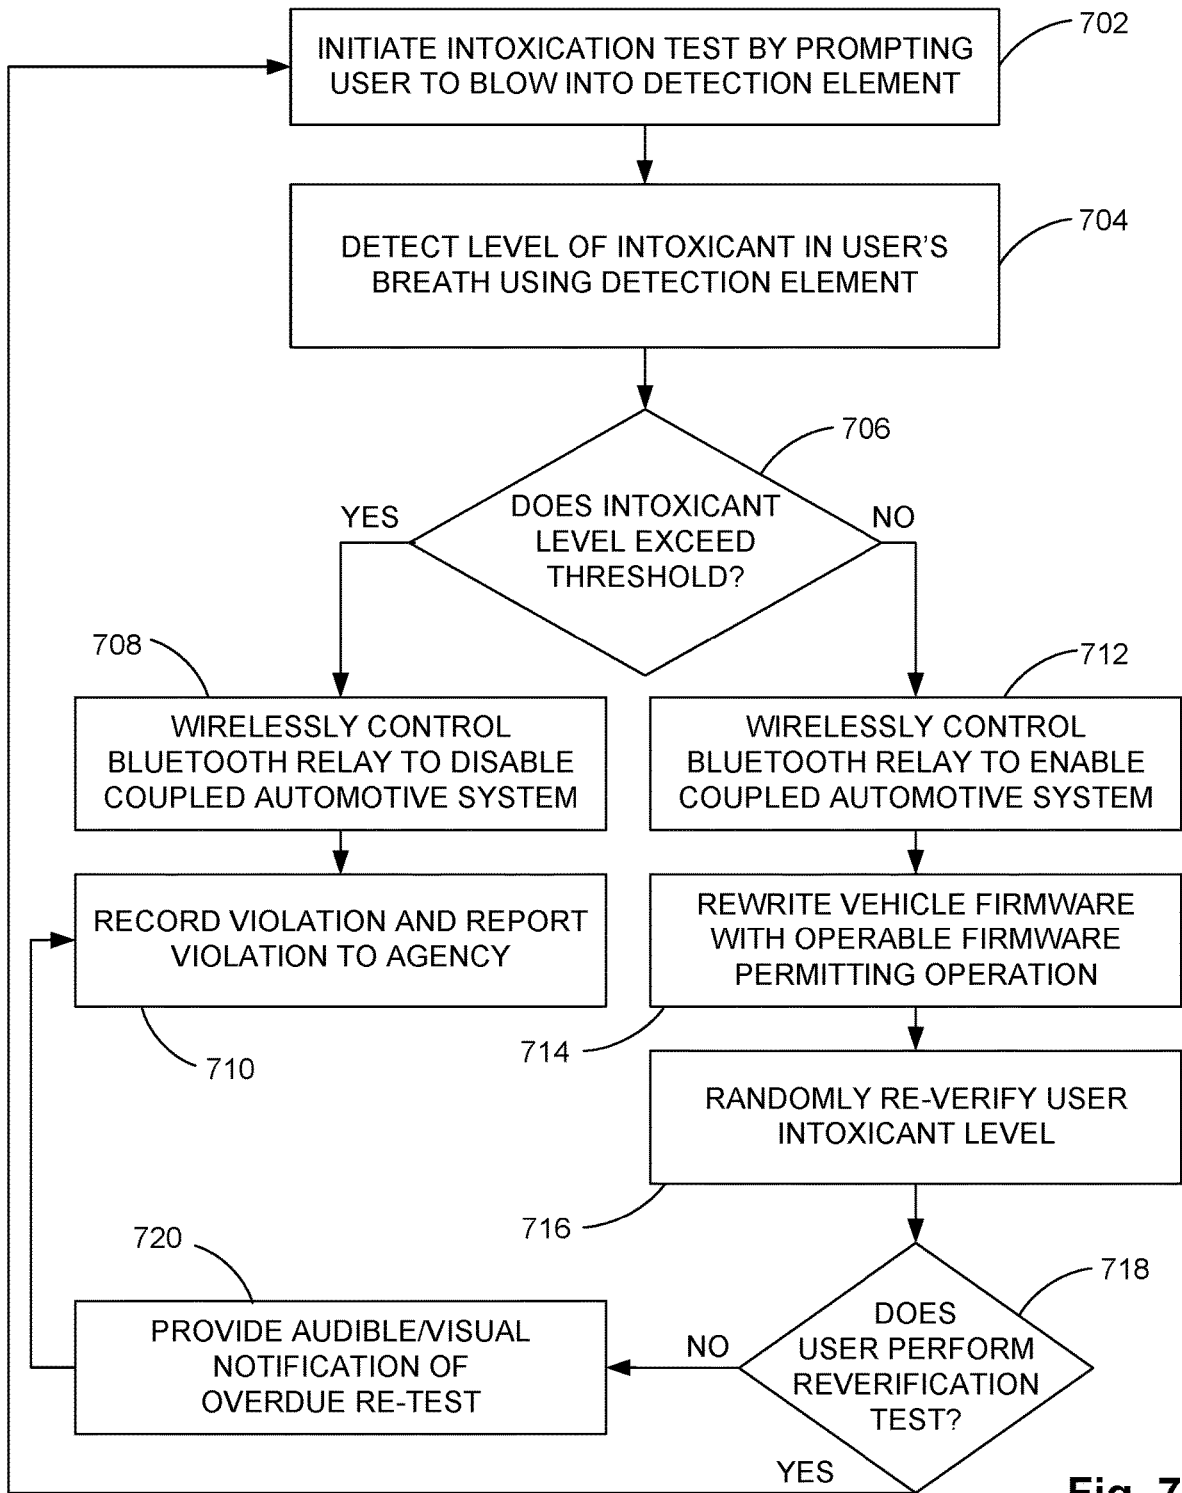 702
INITIATE INTOXICATION TEST BY PROMPTING
USER TO BLOW INTO DETECTION ELEMENT
704
DETECT LEVEL OF INTOXICANT IN USER'S
BREATH USING DETECTION ELEMENT
706
DOES INTOXICANT
LEVEL EXCEED
THRESHOLD?
YES
NO
708
WIRELESSLY CONTROL
BLUETOOTH RELAY TO DISABLE
COUPLED AUTOMOTIVE SYSTEM
712
WIRELESSLY CONTROL
BLUETOOTH RELAY TO ENABLE
COUPLED AUTOMOTIVE SYSTEM
RECORD VIOLATION AND REPORT
VIOLATION TO AGENCY
710
REWRITE VEHICLE FIRMWARE
WITH OPERABLE FIRMWARE
PERMITTING OPERATION
714
RANDOMLY RE-VERIFY USER
INTOXICANT LEVEL
716
718
DOES
USER PERFORM
REVERIFICATION
TEST?
NO
720
PROVIDE AUDIBLE/VISUAL
NOTIFICATION OF
OVERDUE RE-TEST
YES
Fig. 7